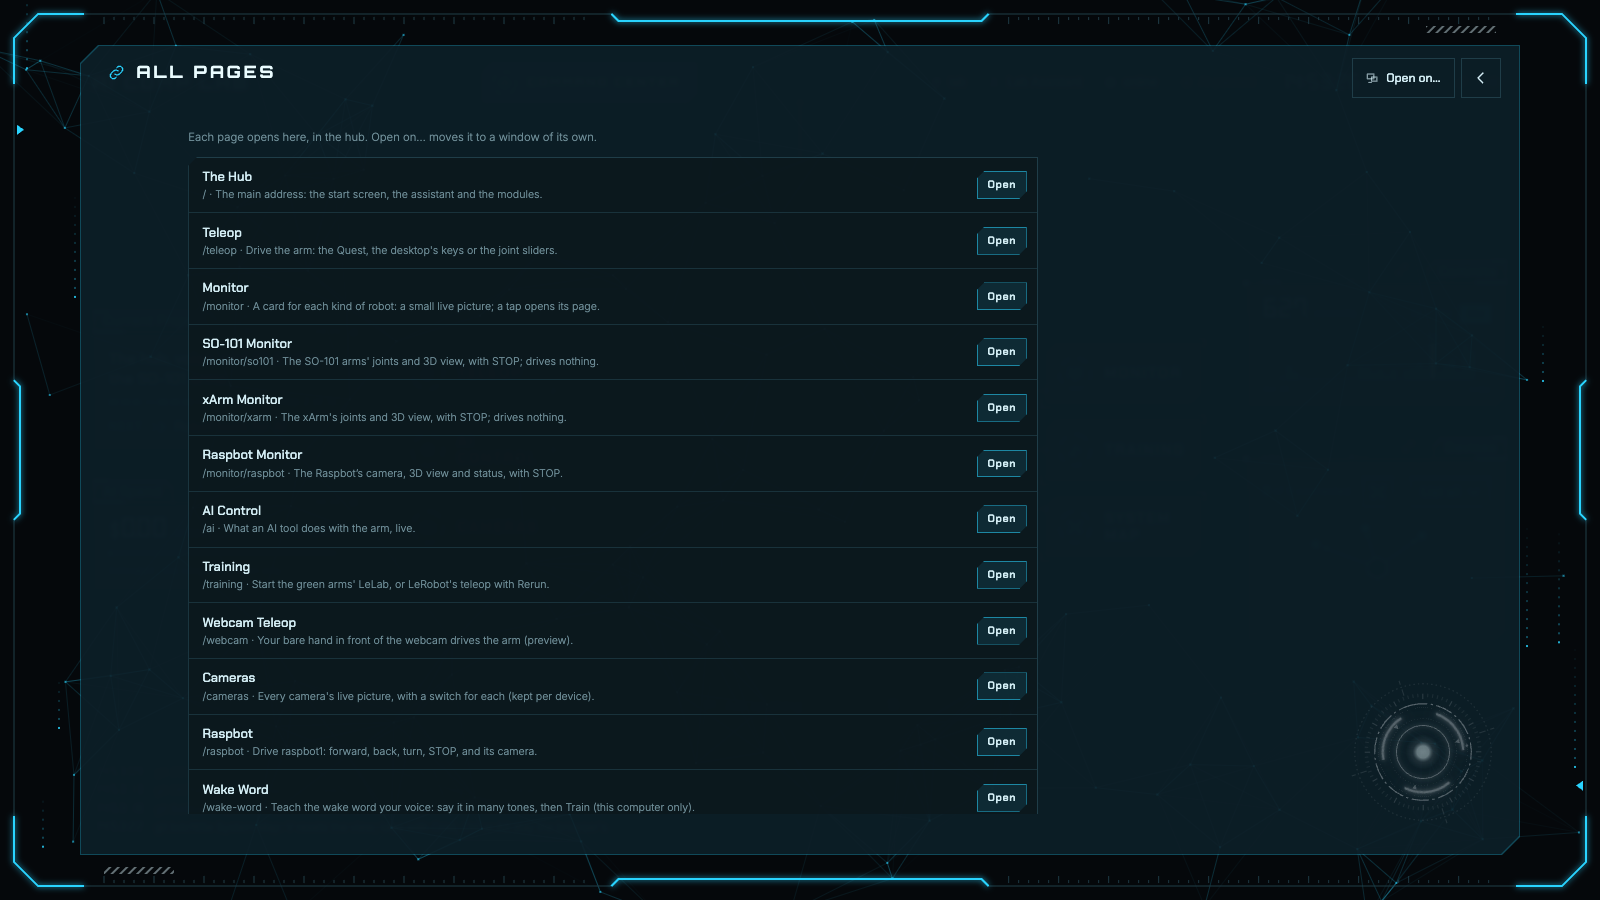 ALL PAGES
Open on...
Each page opens here, in the hub. Open on... moves it to a window of its own.
The Hub
/ · The main address: the start screen, the assistant and the modules.
Open
Teleop
/teleop · Drive the arm: the Quest, the desktop's keys or the joint sliders.
Open
Monitor
/monitor · A card for each kind of robot: a small live picture; a tap opens its page.
Open
SO-101 Monitor
/monitor/so101 · The SO-101 arms' joints and 3D view, with STOP; drives nothing.
Open
xArm Monitor
/monitor/xarm · The xArm's joints and 3D view, with STOP; drives nothing.
Open
Raspbot Monitor
/monitor/raspbot · The Raspbot's camera, 3D view and status, with STOP.
Open
AI Control
/ai · What an AI tool does with the arm, live.
Open
Training
/training · Start the green arms' LeLab, or LeRobot's teleop with Rerun.
Open
Webcam Teleop
/webcam · Your bare hand in front of the webcam drives the arm (preview).
Open
Cameras
/cameras · Every camera's live picture, with a switch for each (kept per device).
Open
Raspbot
/raspbot · Drive raspbot1: forward, back, turn, STOP, and its camera.
Open
Wake Word
/wake-word · Teach the wake word your voice: say it in many tones, then Train (this computer only).
Open